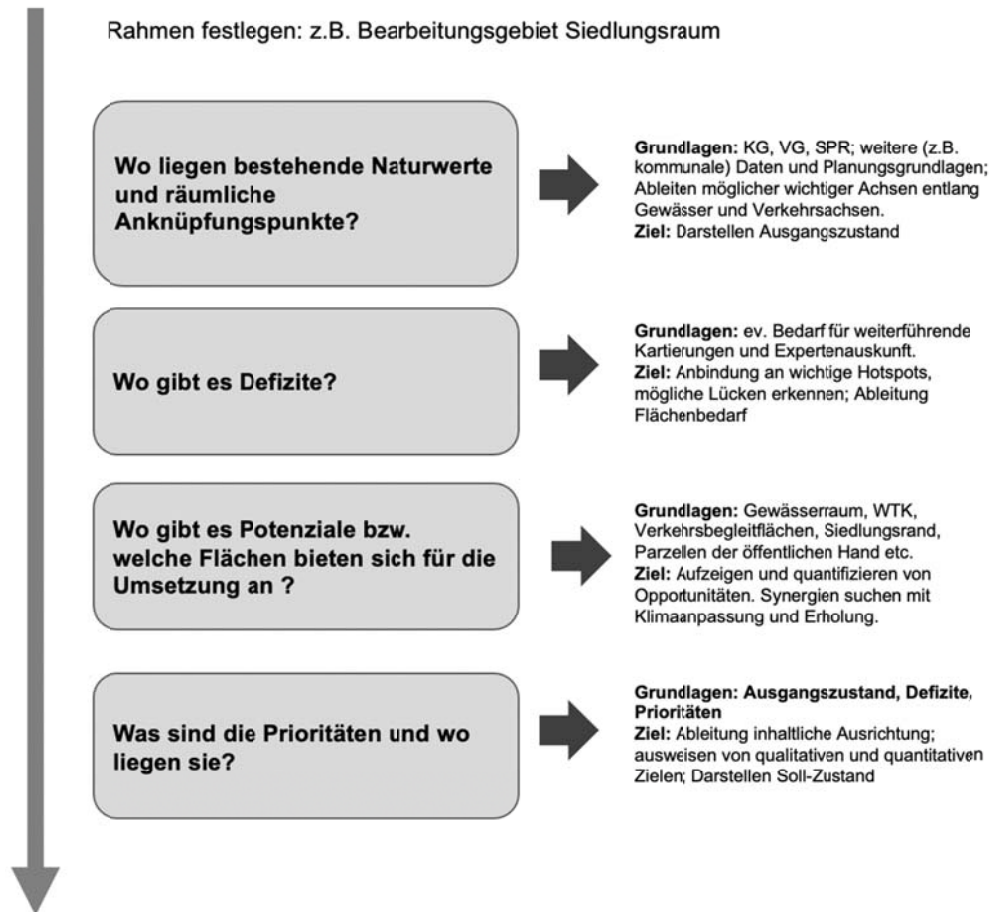 Rahmen festlegen: z.B. Bearbeitungsgebiet Siedlungsraum
Wo liegen bestehende Naturwerte
und räumliche
Anknüpfungspunkte?
Grundlagen: KG, VG, SPR; weitere (z.B.
kommunale) Daten und Planungsgrundlagen;
Ableiten möglicher wichtiger Achsen entlang
Gewässer und Verkehrsachsen.
Ziel: Darstellen Ausgangszustand
Wo gibt es Defizite?
Grundlagen: ev. Bedarf für weiterführende
Kartierungen und Expertenauskunft.
Ziel: Anbindung an wichtige Hotspots,
mögliche Lücken erkennen; Ableitung
Flächenbedarf
Wo gibt es Potenziale bzw.
welche Flächen bieten sich für die
Umsetzung an ?
Grundlagen: Gewässerraum, WTK,
Verkehrsbegleitflächen, Siedlungsrand,
Parzellen der öffentlichen Hand etc.
Ziel: Aufzeigen und quantifizieren von
Opportunitäten. Synergien suchen mit
Klimaanpassung und Erholung.
Was sind die Prioritäten und wo
liegen sie?
Grundlagen: Ausgangszustand, Defizite,
Prioritäten
Ziel: Ableitung inhaltliche Ausrichtung;
ausweisen von qualitativen und quantitativen
Zielen; Darstellen Soll-Zustand